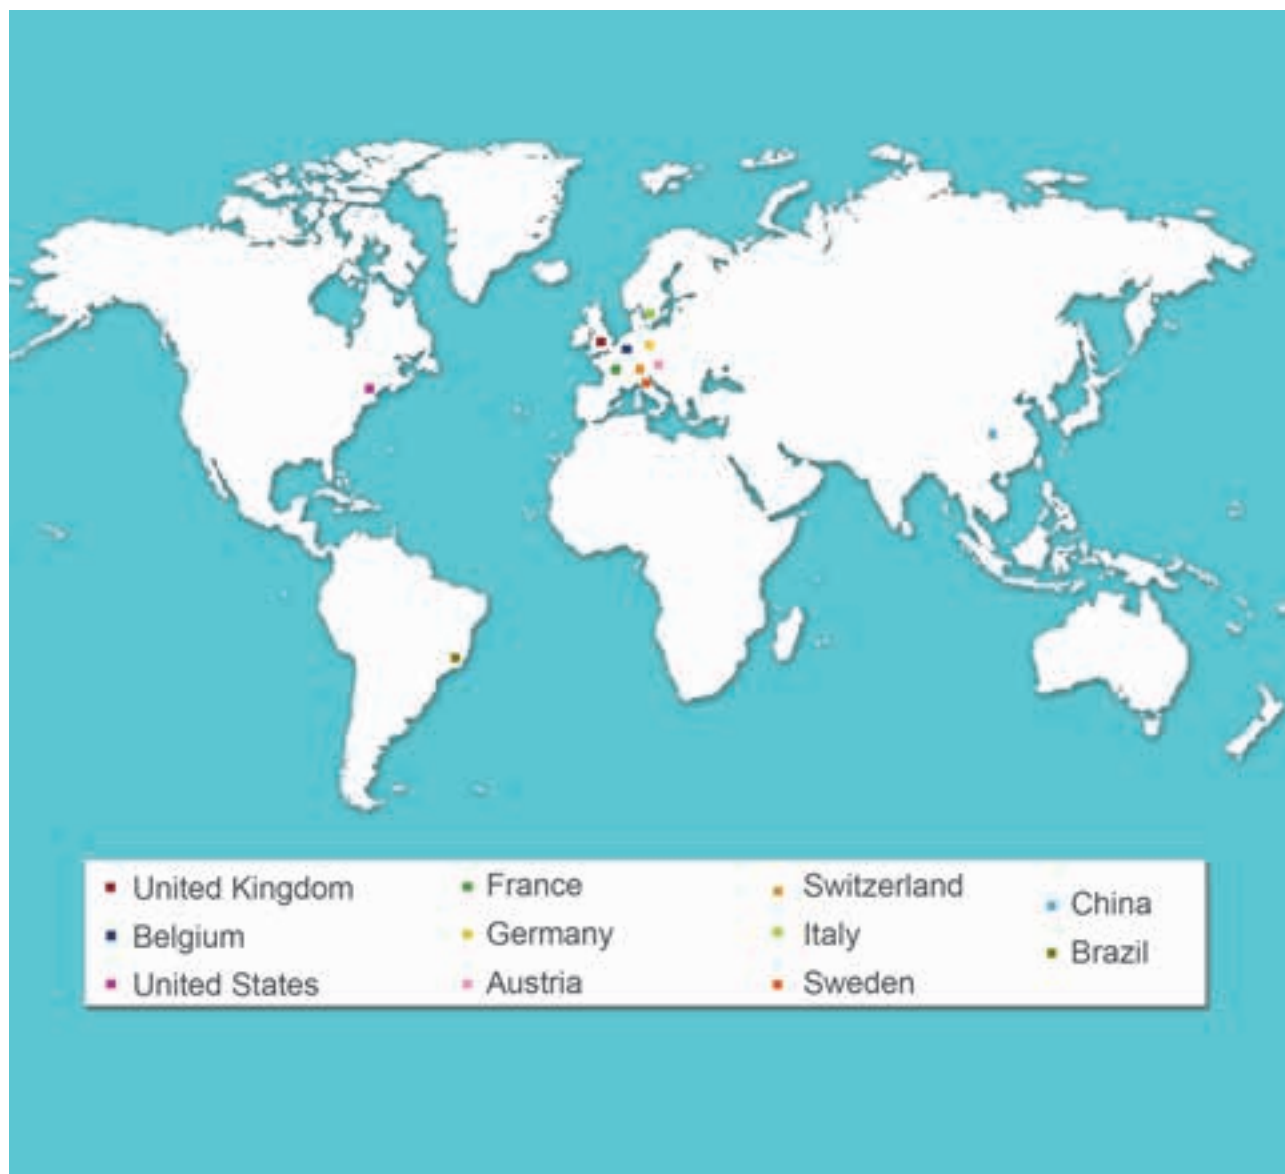 United Kingdom
Belgium
United States
France
Germany
Austria
Switzerland
Italy
Sweden
China
Brazil